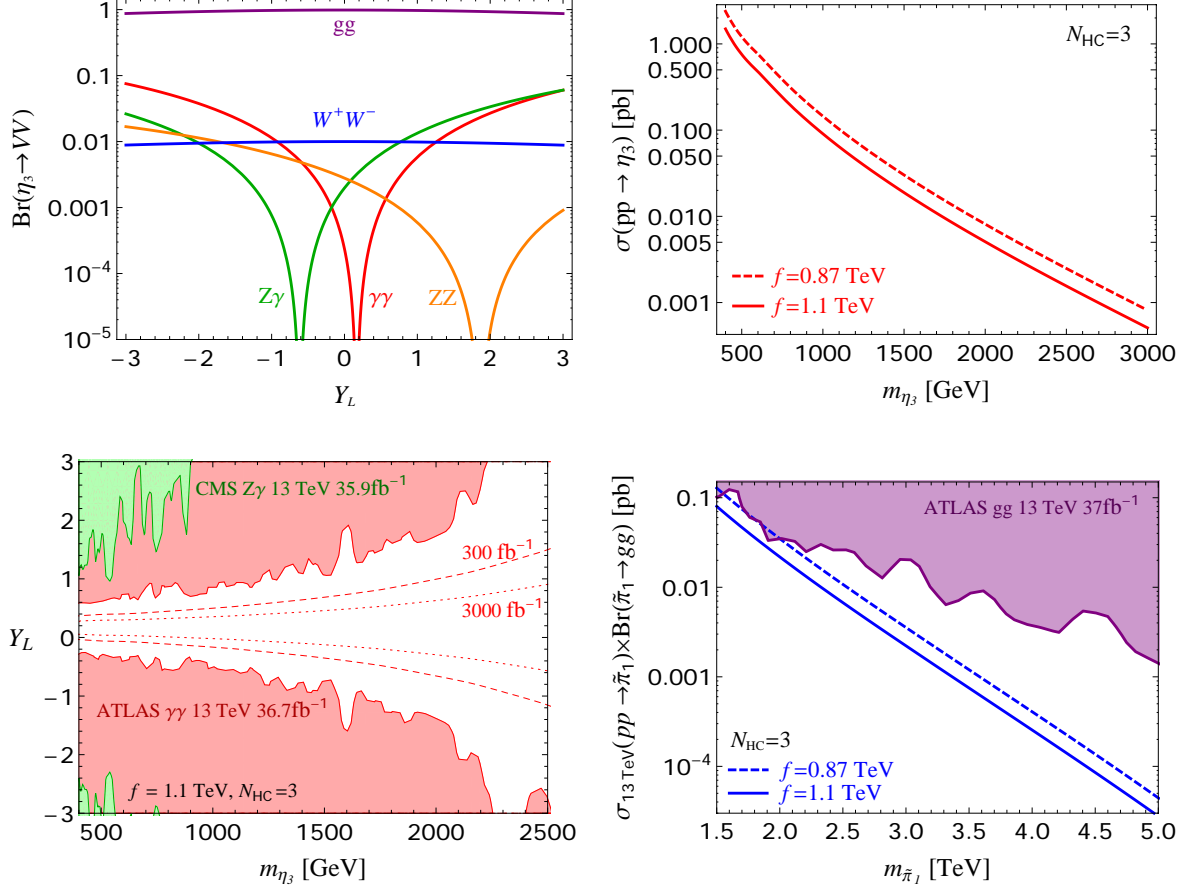 Br(η₃→VV)
1
0.1
0.01
0.001
10⁻⁴
10⁻⁵
gg
W⁺W⁻
Zγ
γγ
ZZ
−3 −2 −1 0 1 2 3
Y_L
σ(pp → η₃) [pb]
1.000
0.500
0.100
0.050
0.010
0.005
0.001
N_HC=3
f=0.87 TeV
f=1.1 TeV
500 1000 1500 2000 2500 3000
m_η₃ [GeV]
Y_L
3
2
1
0
−1
−2
−3
CMS Zγ 13 TeV 35.9fb⁻¹
300 fb⁻¹
3000 fb⁻¹
ATLAS γγ 13 TeV 36.7fb⁻¹
f = 1.1 TeV, N_HC=3
500 1000 1500 2000 2500
m_η₃ [GeV]
σ₁₃ TeV(pp → π̃₁)×Br(π̃₁→gg) [pb]
0.1
0.01
0.001
10⁻⁴
ATLAS gg 13 TeV 37fb⁻¹
N_HC=3
f=0.87 TeV
f=1.1 TeV
1.5 2.0 2.5 3.0 3.5 4.0 4.5 5.0
m_π̃₁ [TeV]